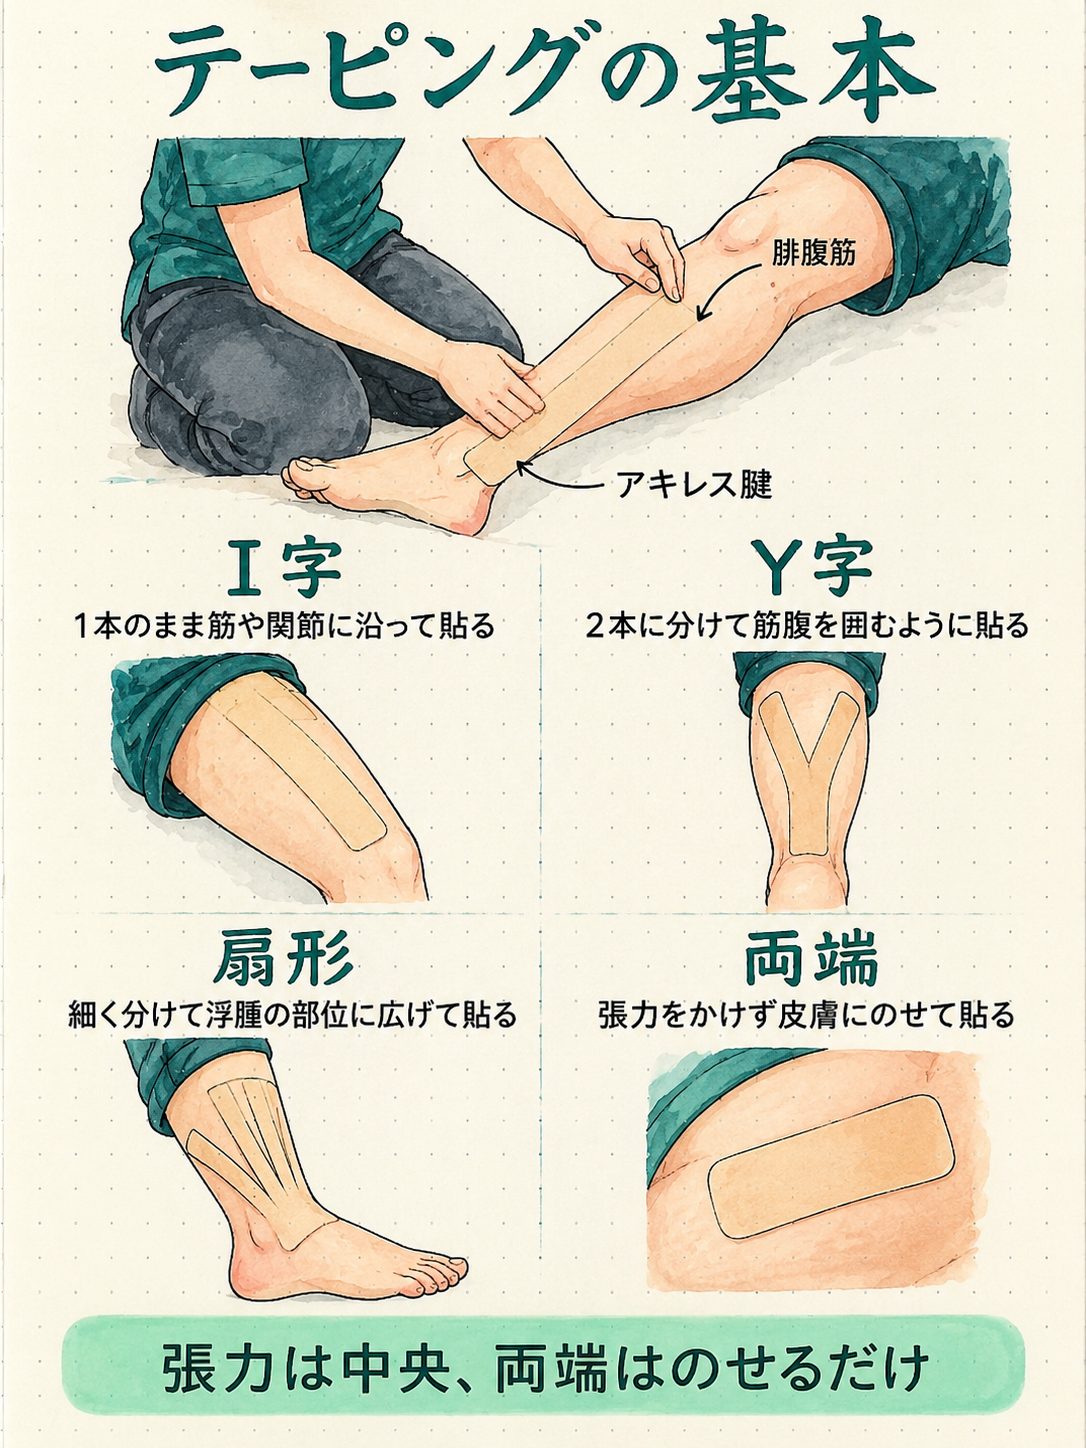 テーピングの基本
腓腹筋
アキレス腱
I字
1本のまま筋や関節に沿って貼る
Y字
2本に分けて筋腹を囲むように貼る
扇形
細く分けて浮腫の部位に広げて貼る
両端
張力をかけず皮膚にのせて貼る
張力は中央、両端はのせるだけ